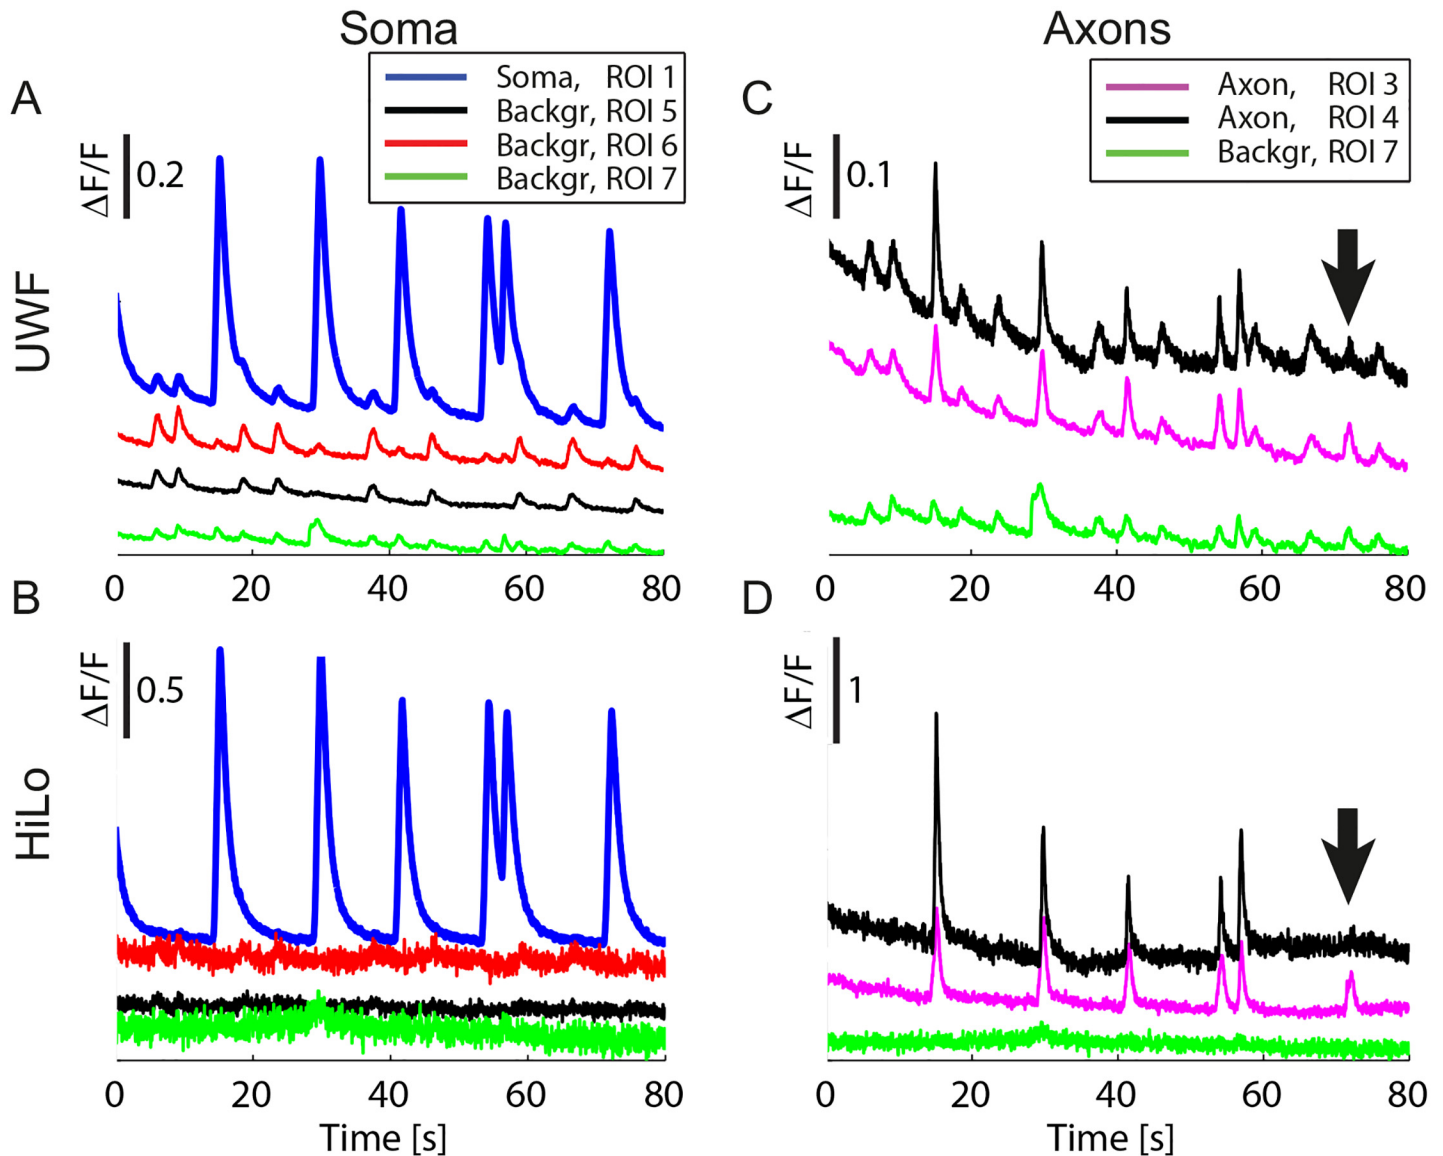 Soma
Axons
A
Soma, ROI 1
Backgr, ROI 5
Backgr, ROI 6
Backgr, ROI 7
ΔF/F
0.2
UWF
0 20 40 60 80
C
Axon, ROI 3
Axon, ROI 4
Backgr, ROI 7
ΔF/F
0.1
0 20 40 60 80
B
ΔF/F
0.5
HiLo
0 20 40 60 80
Time [s]
D
ΔF/F
1
0 20 40 60 80
Time [s]